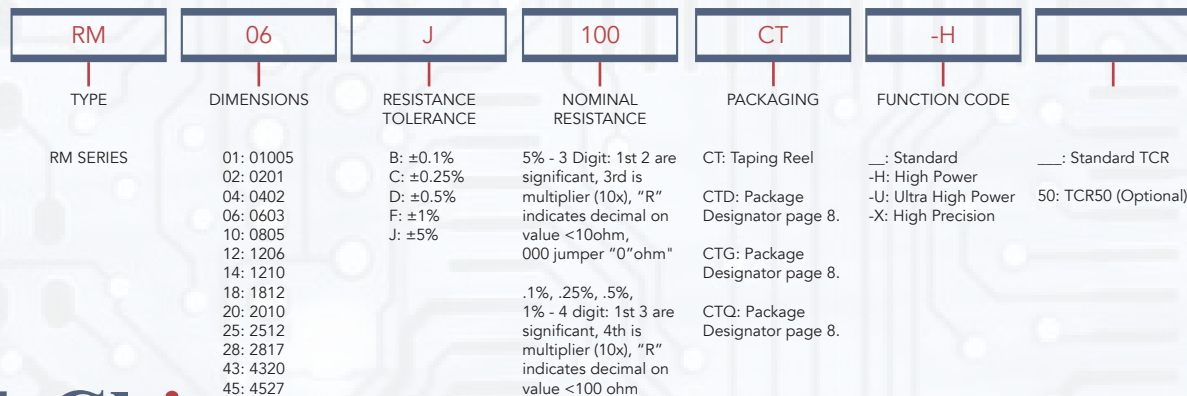 RM 06 J 100 CT -H
TYPE DIMENSIONS RESISTANCE TOLERANCE NOMINAL RESISTANCE PACKAGING FUNCTION CODE
RM SERIES
01: 01005
02: 0201
04: 0402
06: 0603
10: 0805
12: 1206
14: 1210
18: 1812
20: 2010
25: 2512
28: 2817
43: 4320
45: 4527
B: ±0.1%
C: ±0.25%
D: ±0.5%
F: ±1%
J: ±5%
5% - 3 Digit: 1st 2 are
significant, 3rd is
multiplier (10x), “R”
indicates decimal on
value <10ohm,
000 jumper “0”ohm"
.1%, .25%, .5%,
1% - 4 digit: 1st 3 are
significant, 4th is
multiplier (10x), “R”
indicates decimal on
value <100 ohm
CT: Taping Reel
CTD: Package
Designator page 8.
CTG: Package
Designator page 8.
CTQ: Package
Designator page 8.
__: Standard
-H: High Power
-U: Ultra High Power
-X: High Precision
___: Standard TCR
50: TCR50 (Optional)